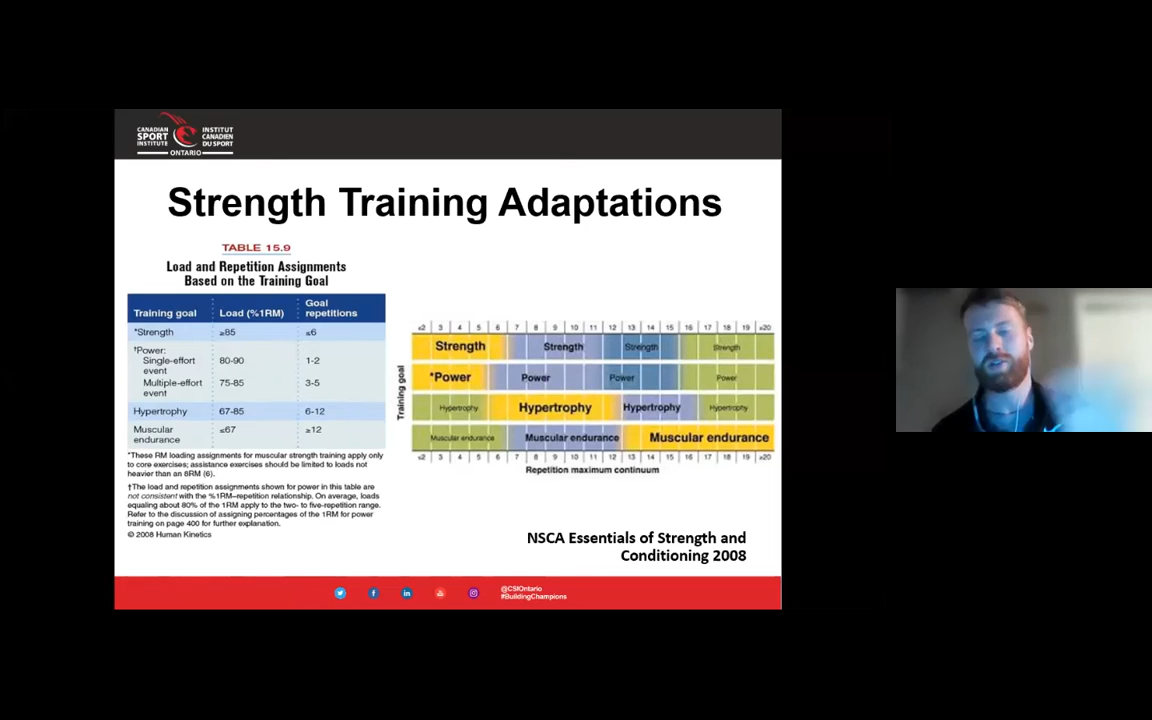 CANADIAN
SPORT
INSTITUTE
INSTITUT
CANADIEN
DU SPORT
ONTARIO
Strength Training Adaptations
TABLE 15.9
Load and Repetition Assignments
Based on the Training Goal
Training goal Load (%1RM) Goal repetitions
*Strength ≥85 ≤6
†Power:
Single-effort event 80-90 1-2
Multiple-effort event 75-85 3-5
Hypertrophy 67-85 6-12
Muscular endurance ≤67 ≥12
*These RM loading assignments for muscular strength training apply only
to core exercises; assistance exercises should be limited to loads not
heavier than an 8RM (6).
†The load and repetition assignments shown for power in this table are
not consistent with the %1RM–repetition relationship. On average, loads
equaling about 80% of the 1RM apply to the two- to five-repetition range.
Refer to the discussion of assigning percentages of the 1RM for power
training on page 400 for further explanation.
© 2008 Human Kinetics
≤2 3 4 5 6 7 8 9 10 11 12 13 14 15 16 17 18 19 ≥20
Strength Strength Strength Strength
*Power Power Power Power
Hypertrophy Hypertrophy Hypertrophy Hypertrophy
Muscular endurance Muscular endurance Muscular endurance
Training goal
≤2 3 4 5 6 7 8 9 10 11 12 13 14 15 16 17 18 19 ≥20
Repetition maximum continuum
NSCA Essentials of Strength and
Conditioning 2008
@CSIOntario
#BuildingChampions